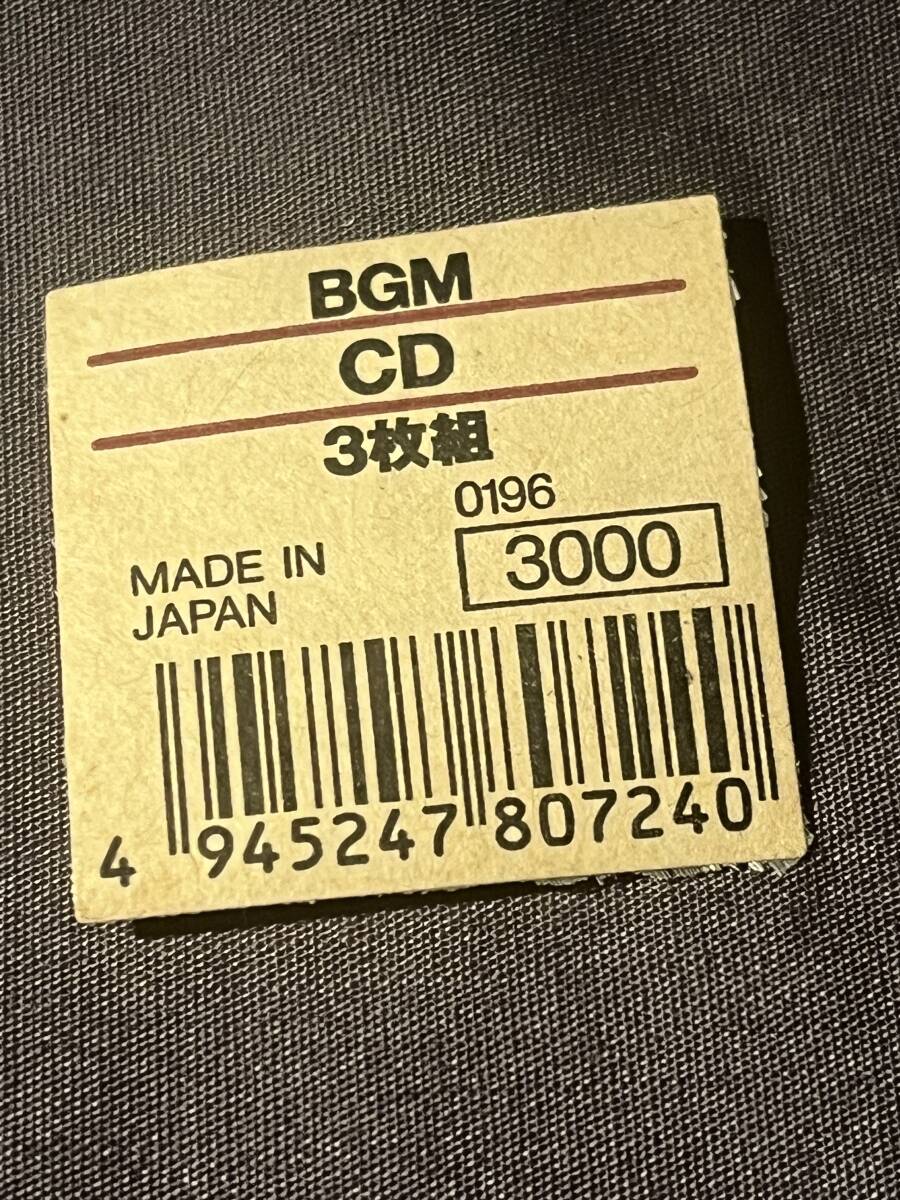 BGM
CD
3枚組
0196
3000
MADE IN
JAPAN
4 945247 807240